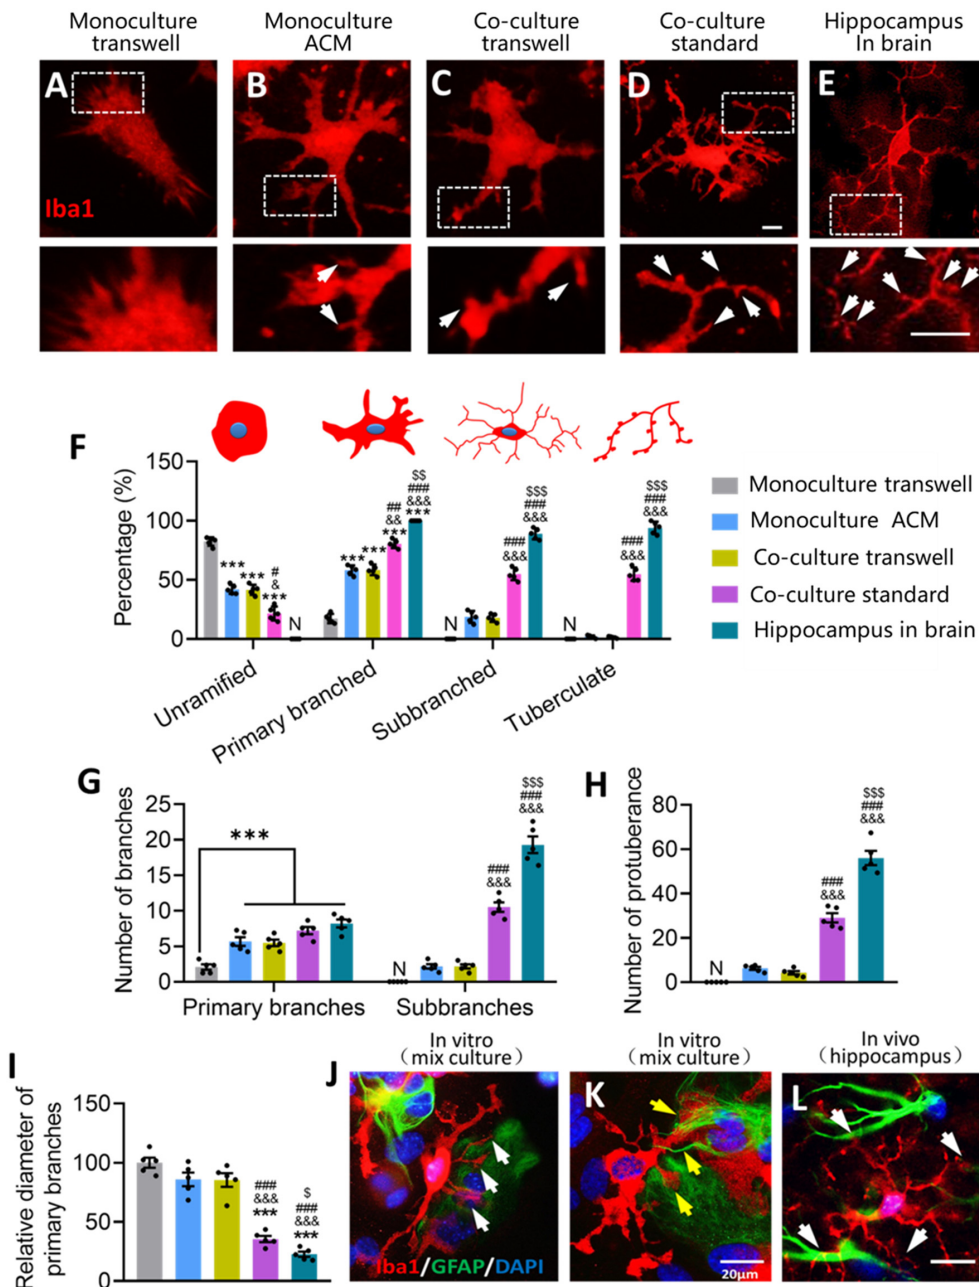 Monoculture transwell
Monoculture ACM
Co-culture transwell
Co-culture standard
Hippocampus In brain
A
B
C
D
E
Iba1
F
Percentage (%)
150
100
50
0
***
***
#
&
***
N
***
***
##
&&
***
$$
###
&&&
***
N
###
&&&
$$$
###
&&&
N
###
&&&
$$$
###
&&&
Unramified
Primary branched
Subbranched
Tuberculate
Monoculture transwell
Monoculture ACM
Co-culture transwell
Co-culture standard
Hippocampus in brain
G
Number of branches
25
20
15
10
5
0
***
N
###
&&&
$$$
###
&&&
Primary branches
Subbranches
H
Number of protuberance
80
60
40
20
0
N
###
&&&
$$$
###
&&&
I
Relative diameter of primary branches
150
100
50
0
###
&&&
***
$
###
&&&
***
In vitro
(mix culture)
J
Iba1/GFAP/DAPI
In vitro
(mix culture)
K
20μm
In vivo
(hippocampus)
L